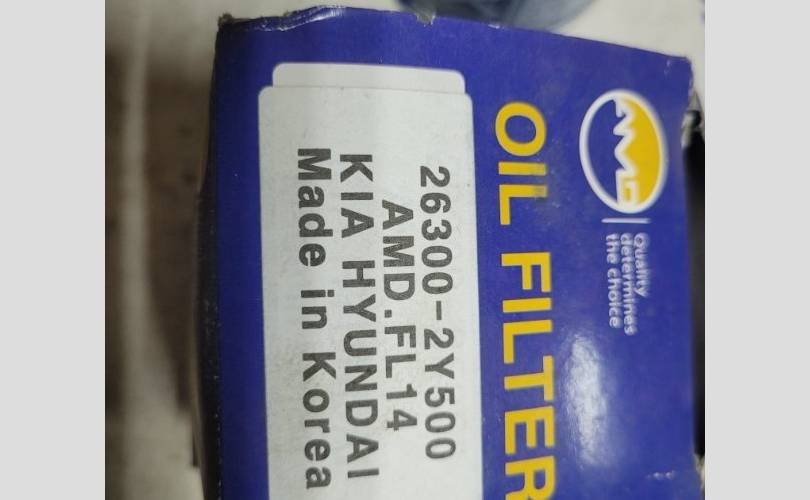 AMD
Quality
determines
the choice
OIL FILTER
26300-2Y500
AMD.FL14
KIA HYUNDAI
Made in Korea